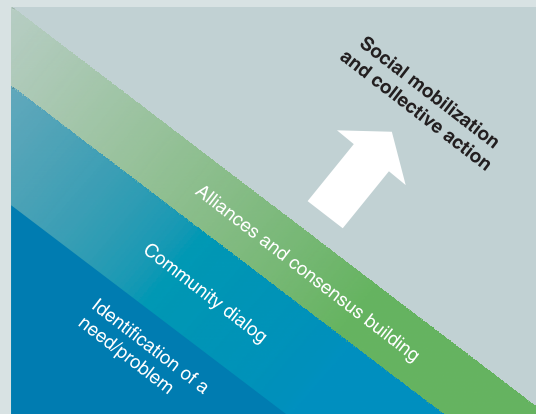 Social mobilization
and collective action
Alliances and consensus building
Community dialog
Identification of a
need/problem